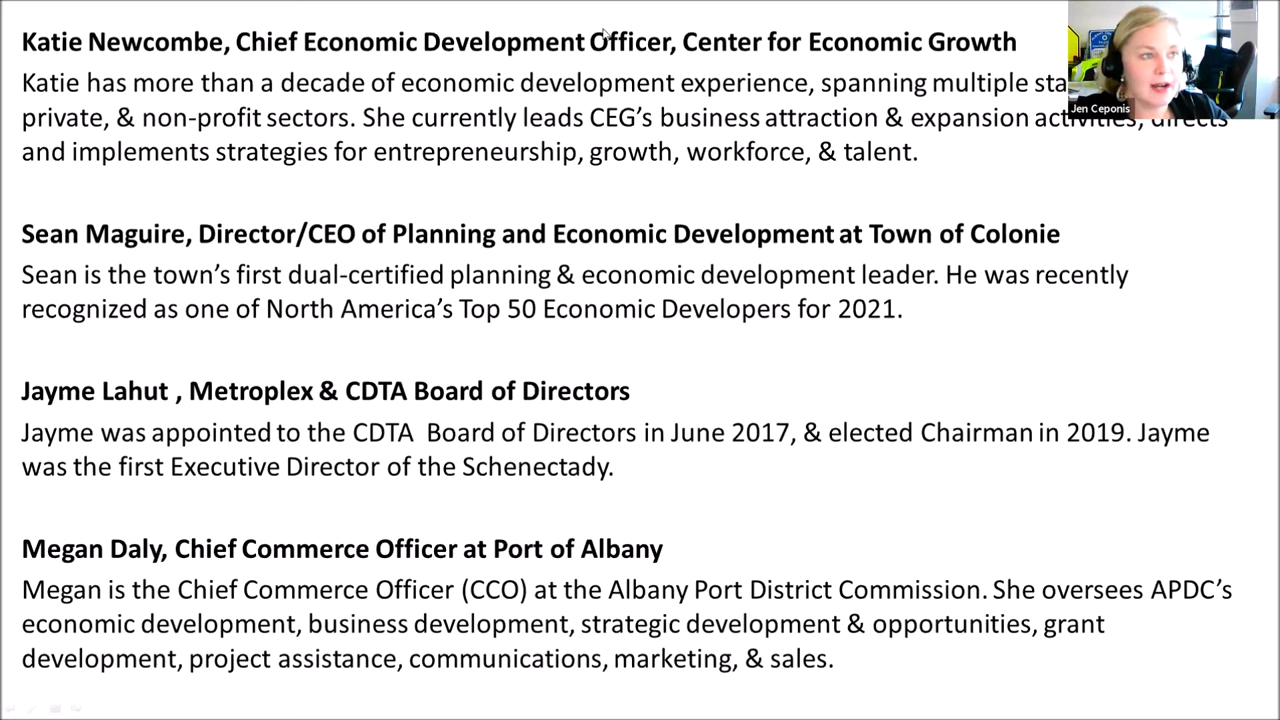 Katie Newcombe, Chief Economic Development Officer, Center for Economic Growth
Katie has more than a decade of economic development experience, spanning multiple
private, & non-profit sectors. She currently leads CEG's business attraction & expansion activities, directs
and implements strategies for entrepreneurship, growth, workforce, & talent.
Sean Maguire, Director/CEO of Planning and Economic Development at Town of Colonie
Sean is the town's first dual-certified planning & economic development leader. He was recently
recognized as one of North America's Top 50 Economic Developers for 2021.
Jayme Lahut , Metroplex & CDTA Board of Directors
Jayme was appointed to the CDTA Board of Directors in June 2017, & elected Chairman in 2019. Jayme
was the first Executive Director of the Schenectady.
Megan Daly, Chief Commerce Officer at Port of Albany
Megan is the Chief Commerce Officer (CCO) at the Albany Port District Commission. She oversees APDC's
economic development, business development, strategic development & opportunities, grant
development, project assistance, communications, marketing, & sales.
Jen Ceponis